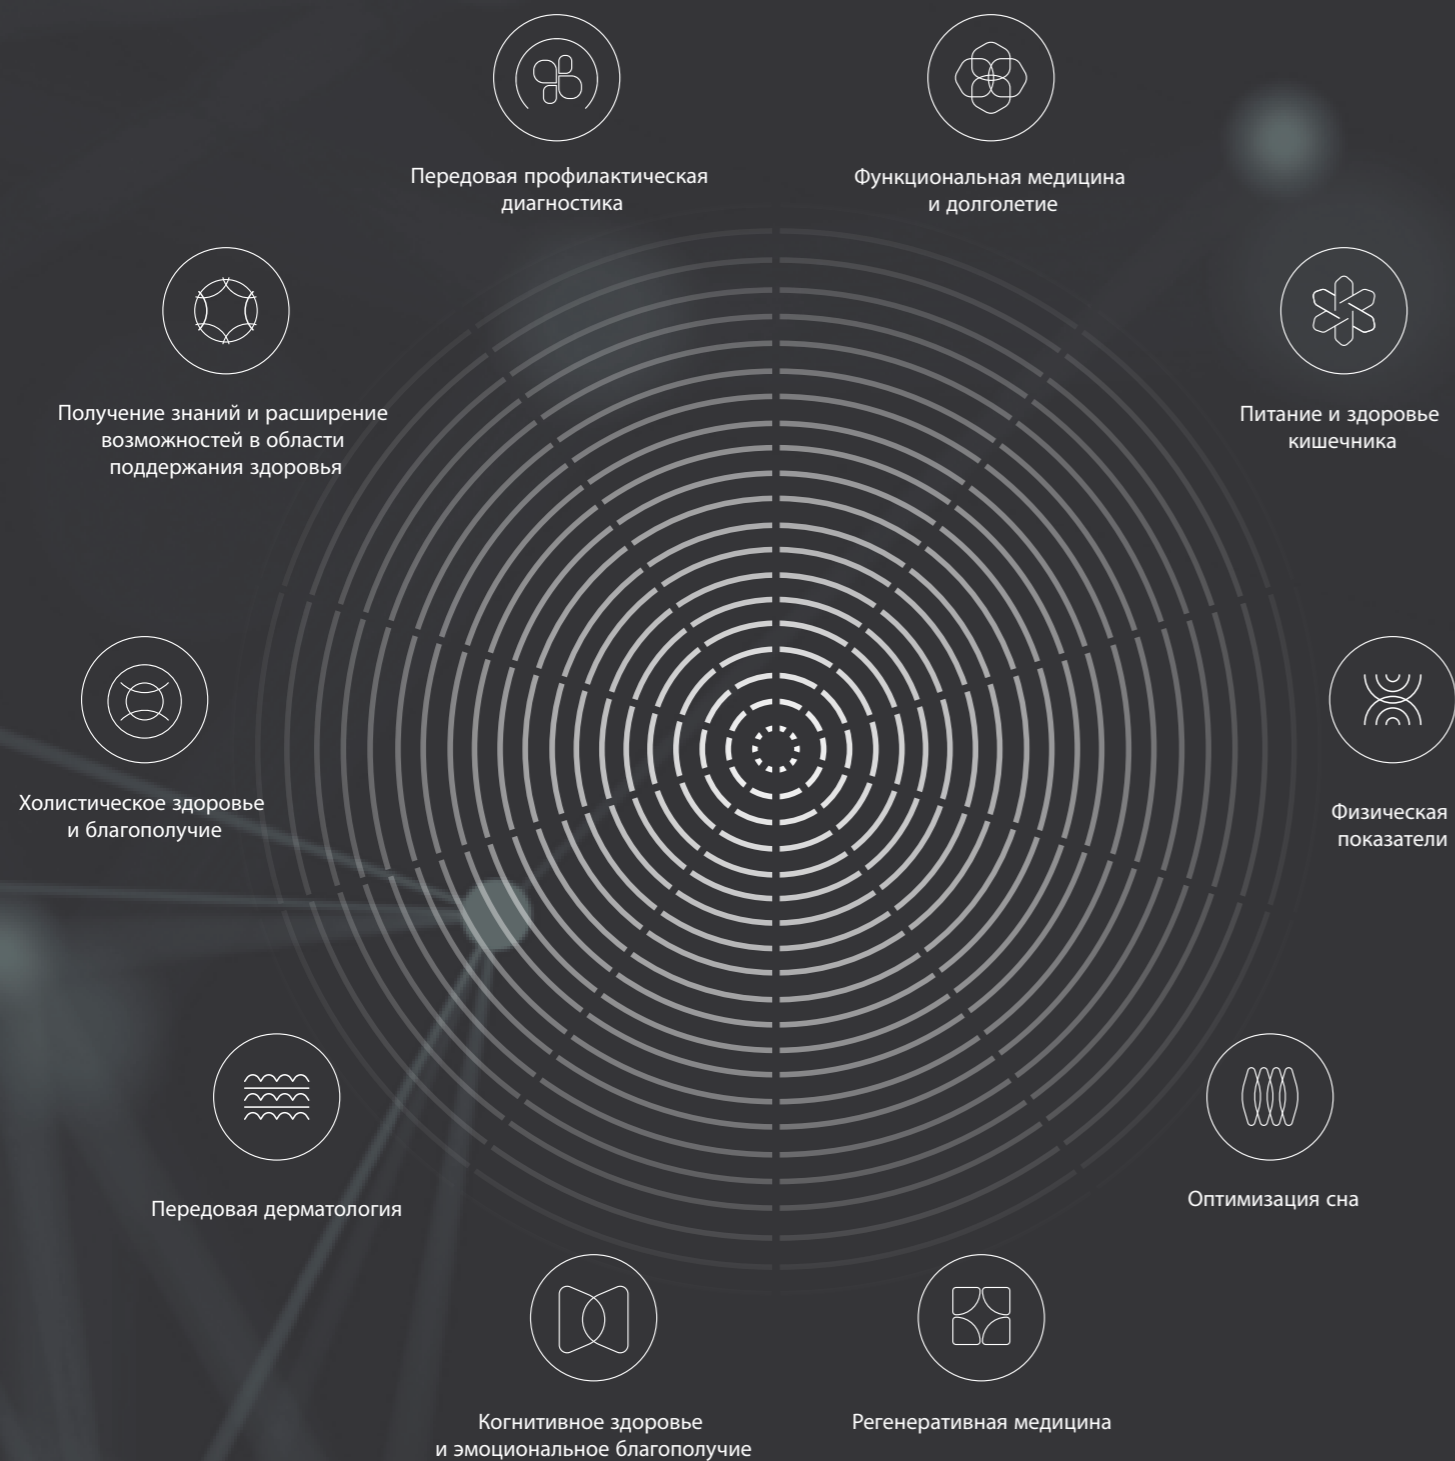 Передовая профилактическая
диагностика
Функциональная медицина
и долголетие
Получение знаний и расширение
возможностей в области
поддержания здоровья
Питание и здоровье
кишечника
Холистическое здоровье
и благополучие
Физическая
показатели
Передовая дерматология
Оптимизация сна
Когнитивное здоровье
и эмоциональное благополучие
Регенеративная медицина